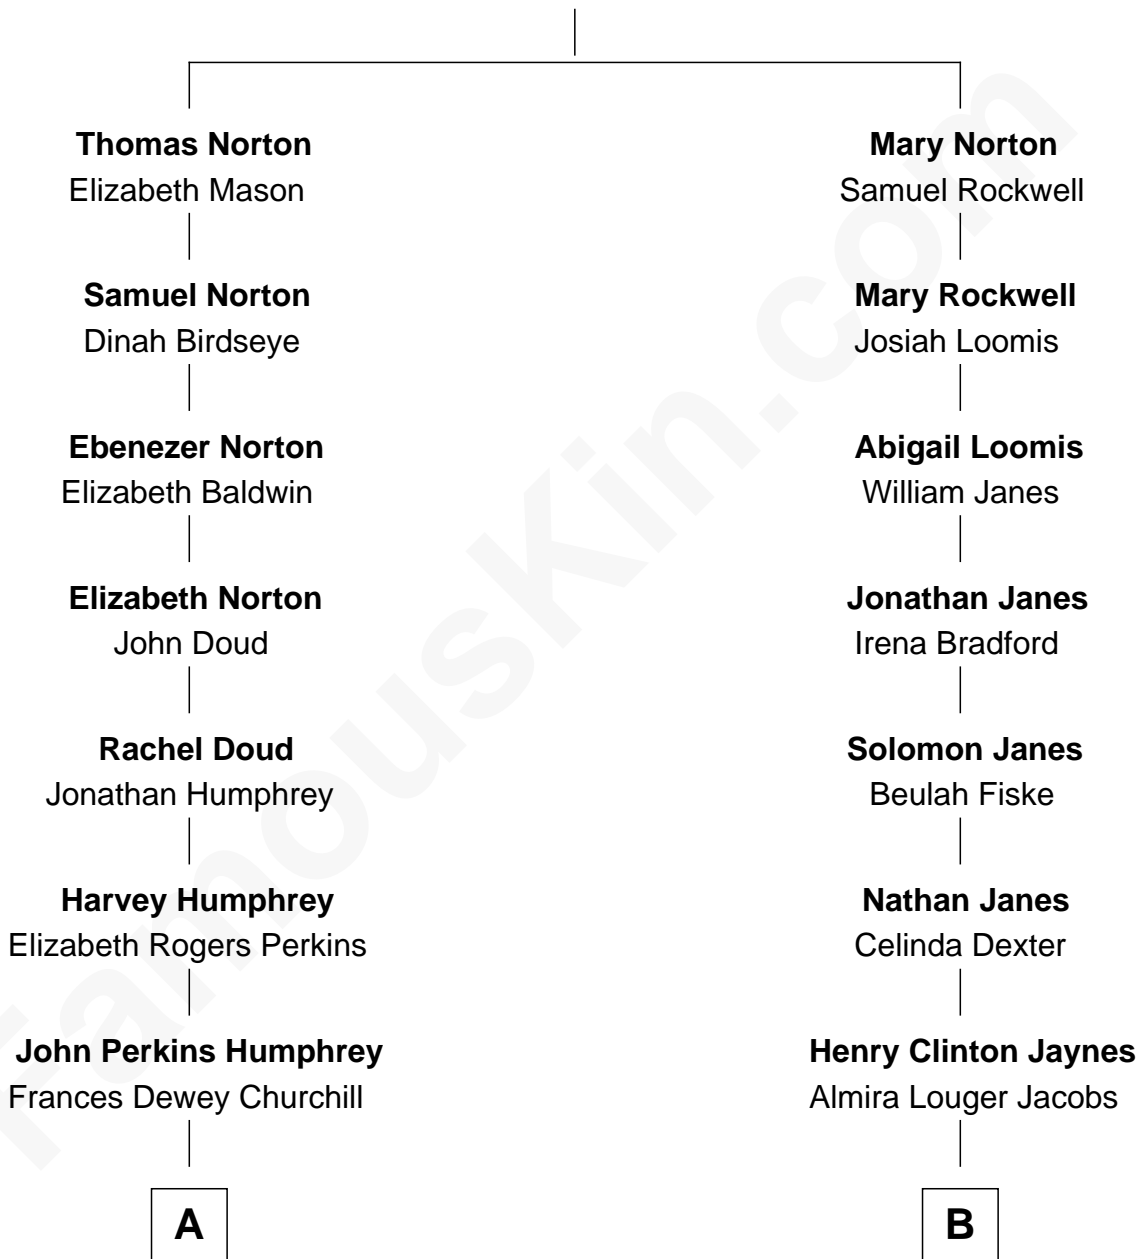 Thomas Norton
Elizabeth Mason
Mary Norton
Samuel Rockwell
Samuel Norton
Dinah Birdseye
Mary Rockwell
Josiah Loomis
Ebenezer Norton
Elizabeth Baldwin
Abigail Loomis
William Janes
Elizabeth Norton
John Doud
Jonathan Janes
Irena Bradford
Rachel Doud
Jonathan Humphrey
Solomon Janes
Beulah Fiske
Harvey Humphrey
Elizabeth Rogers Perkins
Nathan Janes
Celinda Dexter
John Perkins Humphrey
Frances Dewey Churchill
Henry Clinton Jaynes
Almira Louger Jacobs
A
B
FamousKin.com